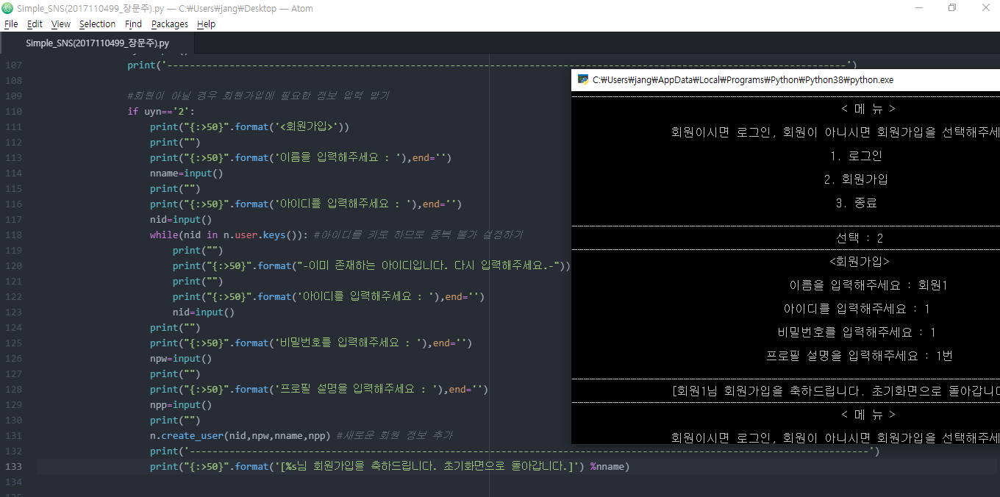 Simple_SNS(2017110499_장문주).py — C:\Users\jang\Desktop — Atom
File Edit View Selection Find Packages Help
Simple_SNS(2017110499_장문주).py
107 print('------------------------------------------------------------------------------------------------------------------------')
108
109 #회원이 아닐 경우 회원가입에 필요한 정보 입력 받기
110 if uyn=='2':
111 print("{:>50}".format('<회원가입>'))
112 print("")
113 print("{:>50}".format('이름을 입력해주세요 : '),end='')
114 nname=input()
115 print("")
116 print("{:>50}".format('아이디를 입력해주세요 : '),end='')
117 nid=input()
118 while(nid in n.user.keys()): #아이디를 키로 하므로 중복 불가 설정하기
119 print("")
120 print("{:>50}".format("-이미 존재하는 아이디입니다. 다시 입력해주세요.-"))
121 print("")
122 print("{:>50}".format('아이디를 입력해주세요 : '),end='')
123 nid=input()
124 print("")
125 print("{:>50}".format('비밀번호를 입력해주세요 : '),end='')
126 npw=input()
127 print("")
128 print("{:>50}".format('프로필 설명을 입력해주세요 : '),end='')
129 npp=input()
130 print("")
131 n.create_user(nid,npw,nname,npp) #새로운 회원 정보 추가
132 print('------------------------------------------------------------------------------------------------------------------------')
133 print("{:>50}".format('[%s님 회원가입을 축하드립니다. 초기화면으로 돌아갑니다.]') %nname)
134
C:\Users\jang\AppData\Local\Programs\Python\Python38\python.exe
< 메 뉴 >
회원이시면 로그인, 회원이 아니시면 회원가입을 선택해주세
1. 로그인
2. 회원가입
3. 종료
선택 : 2
<회원가입>
이름을 입력해주세요 : 회원1
아이디를 입력해주세요 : 1
비밀번호를 입력해주세요 : 1
프로필 설명을 입력해주세요 : 1번
[회원1님 회원가입을 축하드립니다. 초기화면으로 돌아갑니다
< 메 뉴 >
회원이시면 로그인, 회원이 아니시면 회원가입을 선택해주세